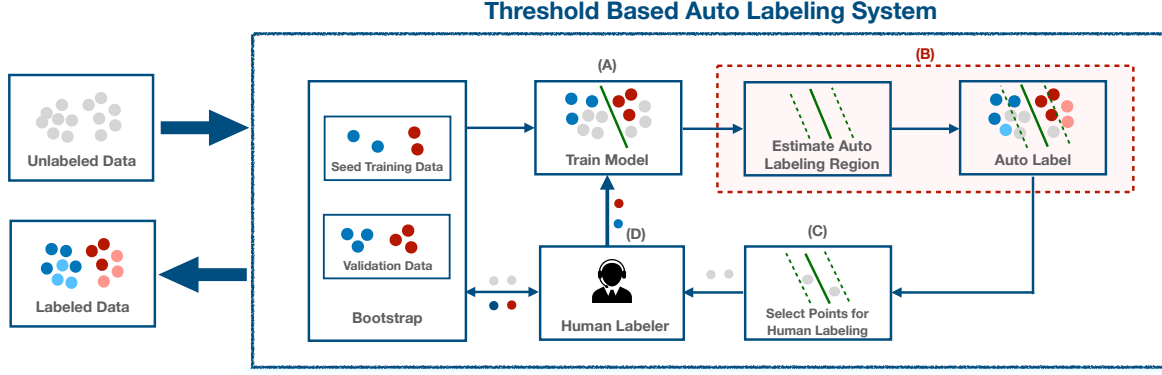 Threshold Based Auto Labeling System
Unlabeled Data
Labeled Data
Seed Training Data
Validation Data
Bootstrap
(A)
Train Model
(B)
Estimate Auto
Labeling Region
Auto Label
(D)
Human Labeler
(C)
Select Points for
Human Labeling